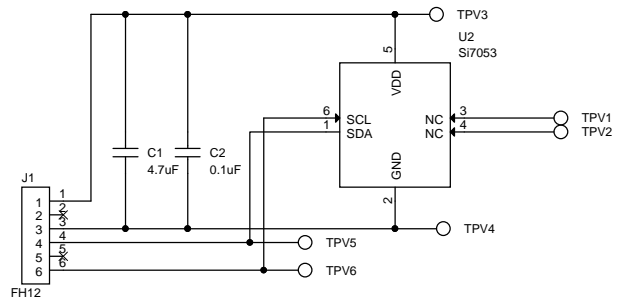 TPV3
U2
Si7053
5
VDD
6
SCL
NC
3
TPV1
1
SDA
NC
4
TPV2
C1
4.7uF
C2
0.1uF
GND
2
J1
1
1
2
2
3
3
TPV4
4
4
TPV5
5
5
6
6
TPV6
FH12